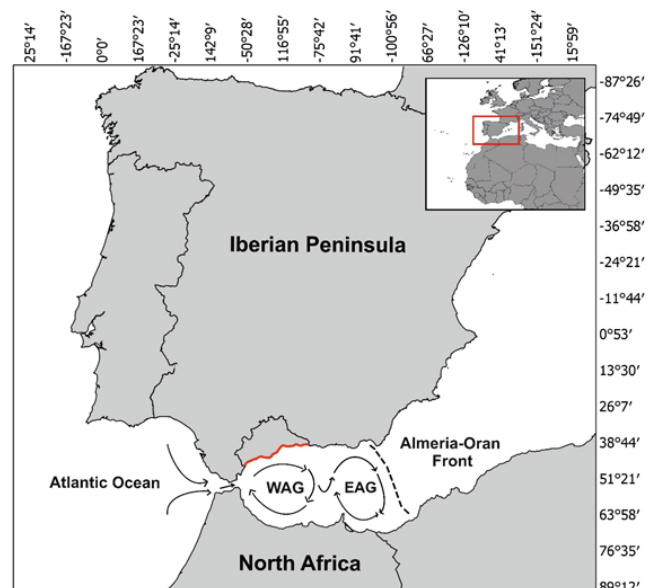 25°14′ -167°23′ 0°0′ 167°23′ -25°14′ 142°9′ -50°28′ 116°55′ -75°42′ 91°41′ -100°56′ 66°27′ -126°10′ 41°13′ -151°24′ 15°59′
-87°26′
-74°49′
-62°12′
-49°35′
-36°58′
Iberian Peninsula
-24°21′
-11°44′
0°53′
13°30′
26°7′
38°44′
Almeria-Oran
Front
Atlantic Ocean
WAG
EAG
51°21′
63°58′
76°35′
North Africa
89°12′